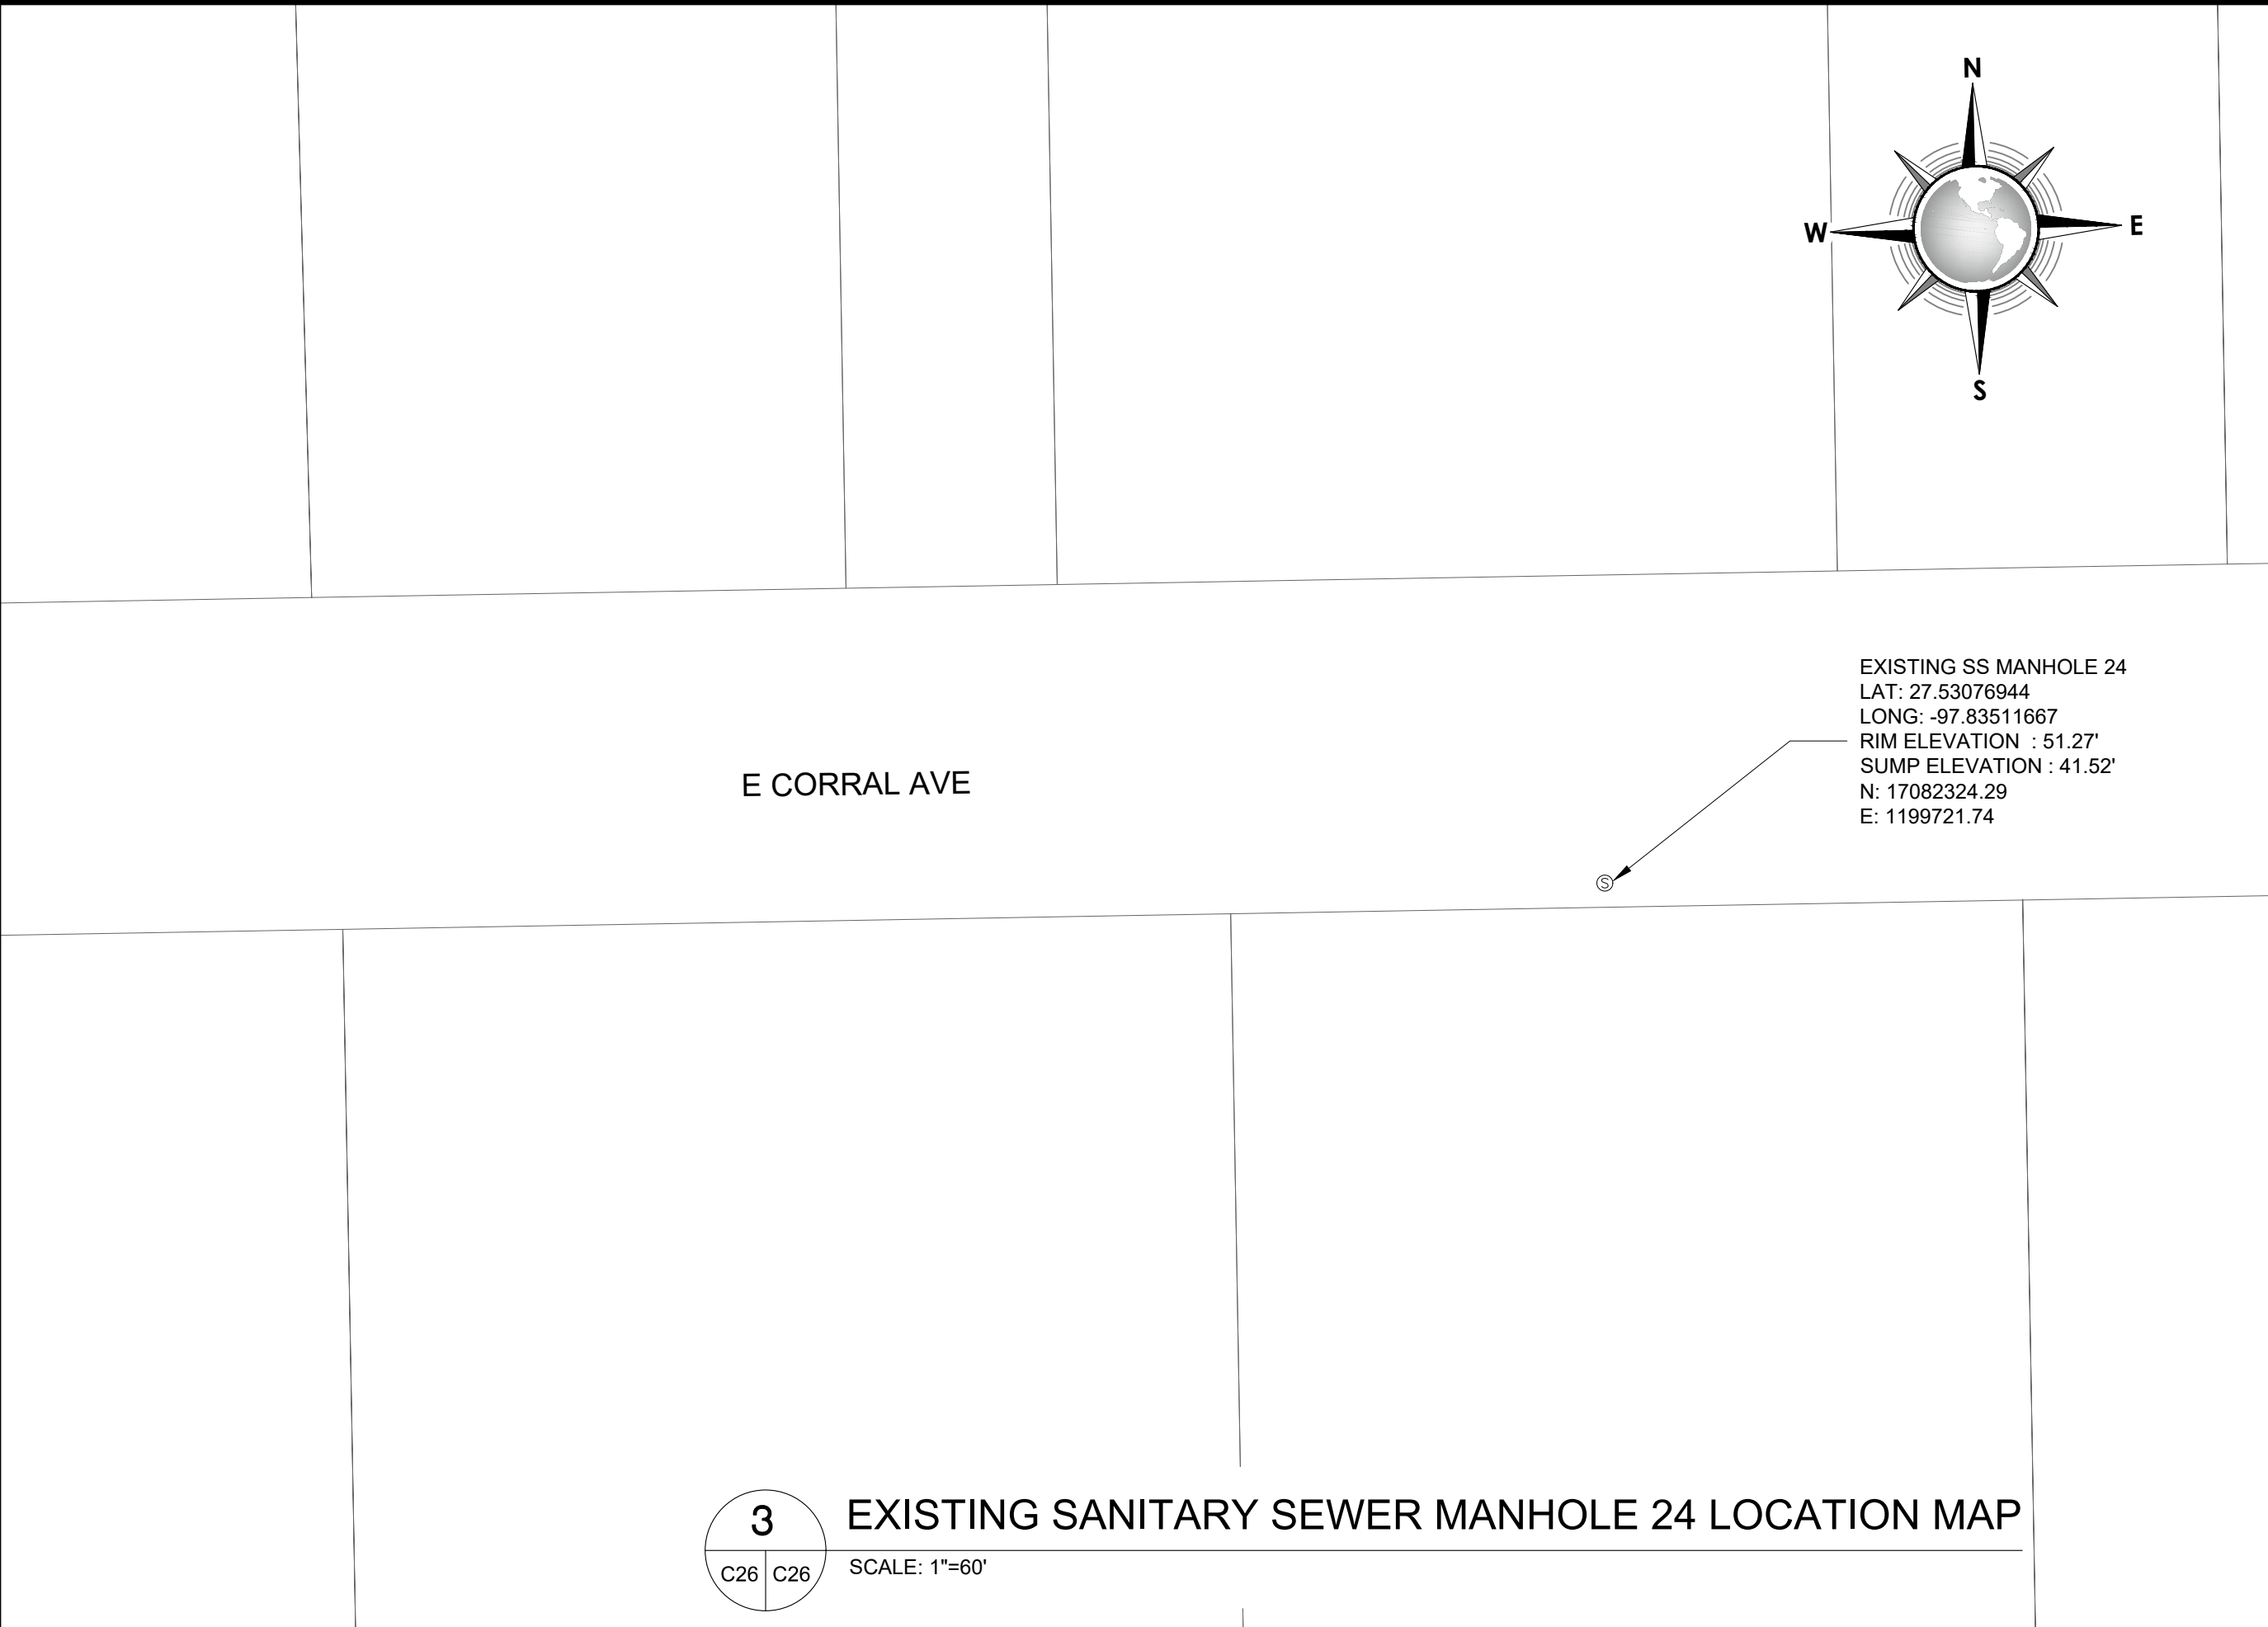 N
W
E
S
EXISTING SS MANHOLE 24
LAT: 27.53076944
LONG: -97.83511667
RIM ELEVATION  : 51.27'
SUMP ELEVATION : 41.52'
N: 17082324.29
E: 1199721.74
E CORRAL AVE
S
3
EXISTING SANITARY SEWER MANHOLE 24 LOCATION MAP
C26 C26
SCALE: 1"=60'